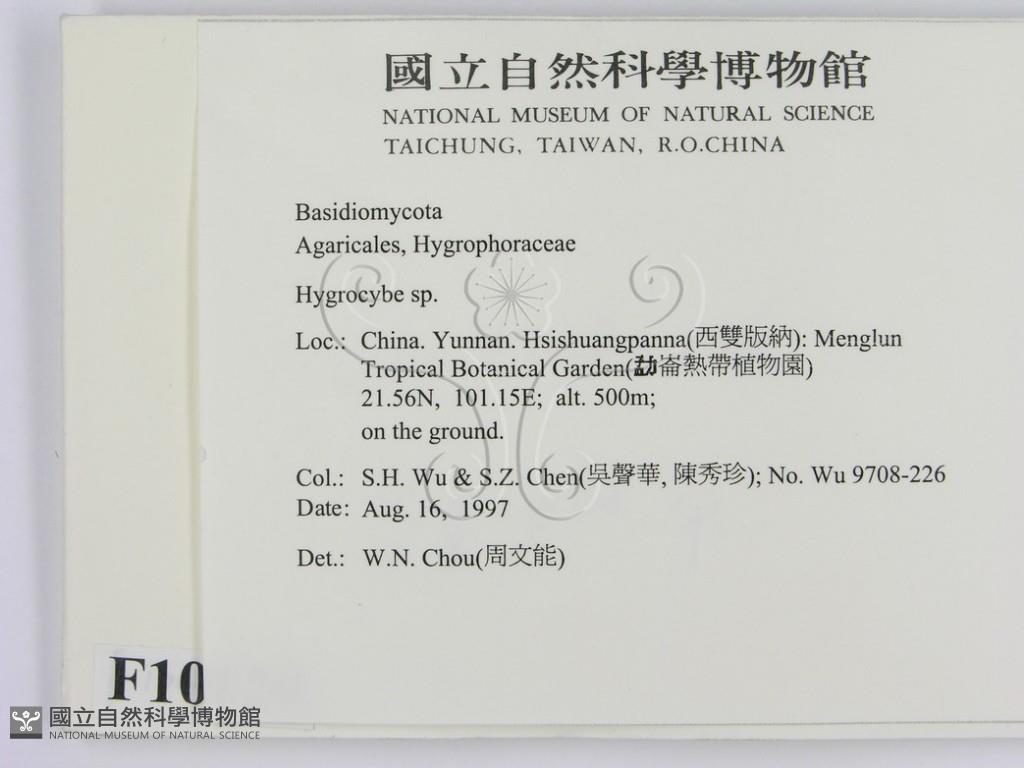 國立自然科學博物館
NATIONAL MUSEUM OF NATURAL SCIENCE
TAICHUNG, TAIWAN, R.O.CHINA
Basidiomycota
Agaricales, Hygrophoraceae
Hygrocybe sp.
Loc.: China. Yunnan. Hsishuangpanna(西雙版納): Menglun
Tropical Botanical Garden(勐崙熱帶植物園)
21.56N, 101.15E; alt. 500m;
on the ground.
Col.: S.H. Wu & S.Z. Chen(吳聲華, 陳秀珍); No. Wu 9708-226
Date: Aug. 16, 1997
Det.: W.N. Chou(周文能)
F10
國立自然科學博物館
NATIONAL MUSEUM OF NATURAL SCIENCE